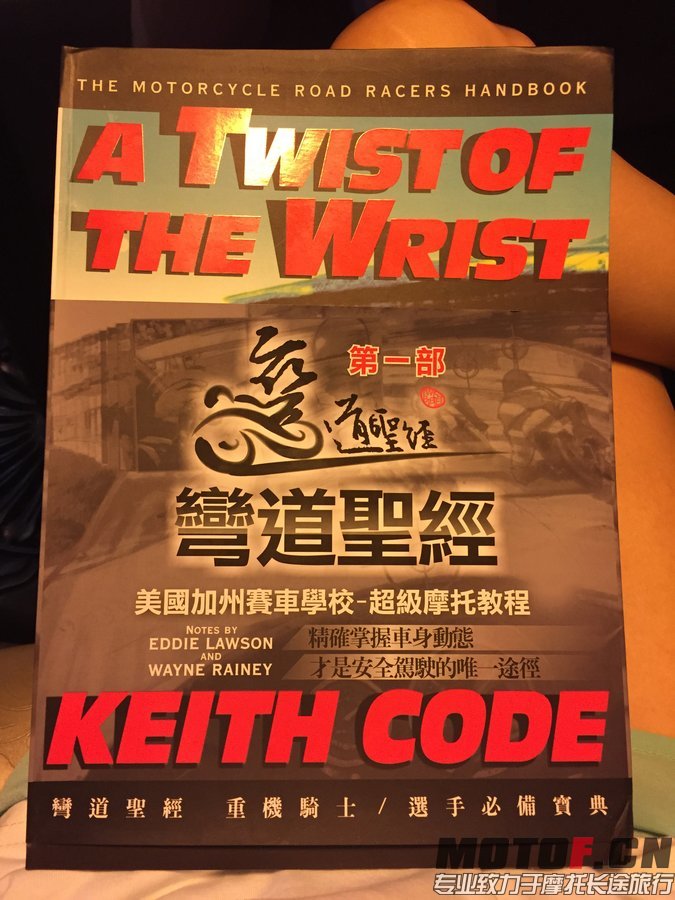 THE MOTORCYCLE ROAD RACERS HANDBOOK
A TWIST OF
THE WRIST
第一部
彎
道聖經
彎道聖經
美國加州賽車學校-超級摩托教程
NOTES BY
EDDIE LAWSON
AND
WAYNE RAINEY
精確掌握車身動態
才是安全駕駛的唯一途徑
KEITH CODE
彎道聖經 重機騎士/選手必備寶典
MOTOF.CN
专业致力于摩托长途旅行